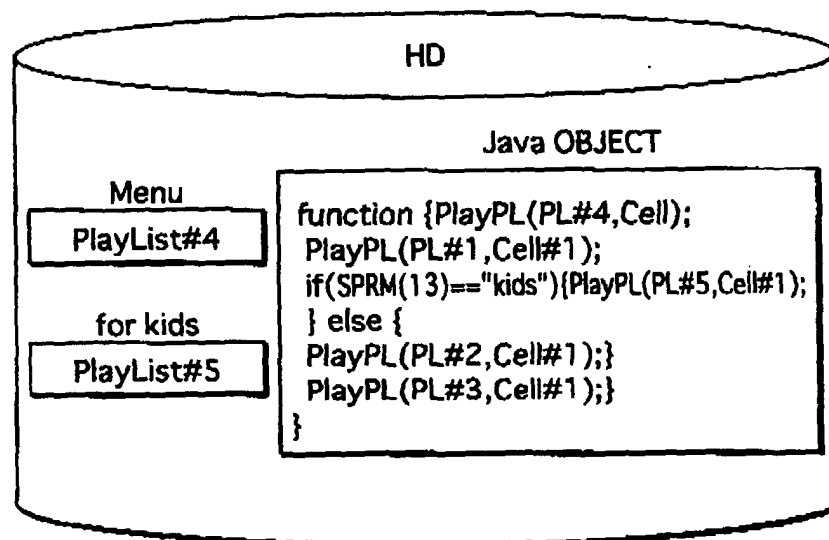 HD
Java OBJECT
Menu
PlayList#4
for kids
PlayList#5
function {PlayPL(PL#4,Cell);
PlayPL(PL#1,Cell#1);
if(SPRM(13)=="kids"){PlayPL(PL#5,Cell#1);
} else {
PlayPL(PL#2,Cell#1);}
PlayPL(PL#3,Cell#1);}
}